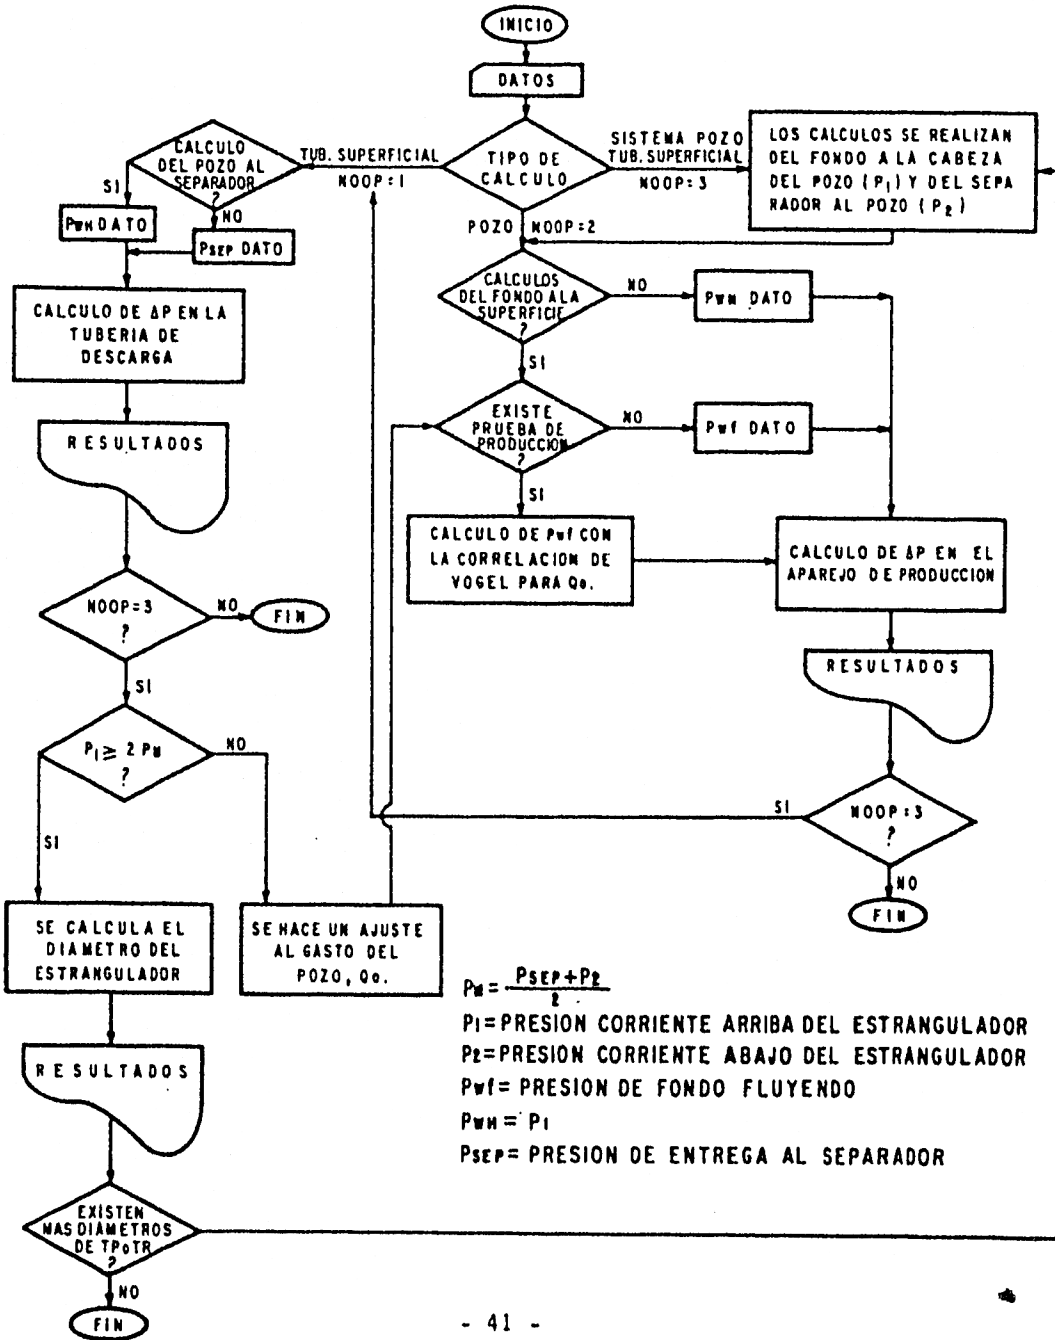 INICIO
DATOS
TIPO DE
CALCULO
TUB. SUPERFICIAL
NOOP=1
SISTEMA POZO
TUB. SUPERFICIAL
NOOP=3
LOS CALCULOS SE REALIZAN
DEL FONDO A LA CABEZA
DEL POZO (P1) Y DEL SEPA
RADOR AL POZO (P2)
POZO NOOP=2
CALCULO
DEL POZO AL
SEPARADOR
?
SI
NO
PWH DATO
PSEP DATO
CALCULO DE ΔP EN LA
TUBERIA DE
DESCARGA
RESULTADOS
NOOP=3
?
NO
FIN
SI
P1 ≧ 2 PM
?
NO
SI
SE CALCULA EL
DIAMETRO DEL
ESTRANGULADOR
SE HACE UN AJUSTE
AL GASTO DEL
POZO, Qo.
RESULTADOS
EXISTEN
MAS DIAMETROS
DE TP o TR
?
NO
FIN
CALCULOS
DEL FONDO A LA
SUPERFICIE
?
NO
PWH DATO
SI
EXISTE
PRUEBA DE
PRODUCCION
?
NO
Pwf DATO
SI
CALCULO DE Pwf CON
LA CORRELACION DE
VOGEL PARA Qo.
CALCULO DE ΔP EN EL
APAREJO DE PRODUCCION
RESULTADOS
SI
NOOP=3
?
NO
FIN
PM = PSEP+P2
2
P1=PRESION CORRIENTE ARRIBA DEL ESTRANGULADOR
P2=PRESION CORRIENTE ABAJO DEL ESTRANGULADOR
Pwf= PRESION DE FONDO FLUYENDO
PWH= P1
PSEP= PRESION DE ENTREGA AL SEPARADOR
- 41 -